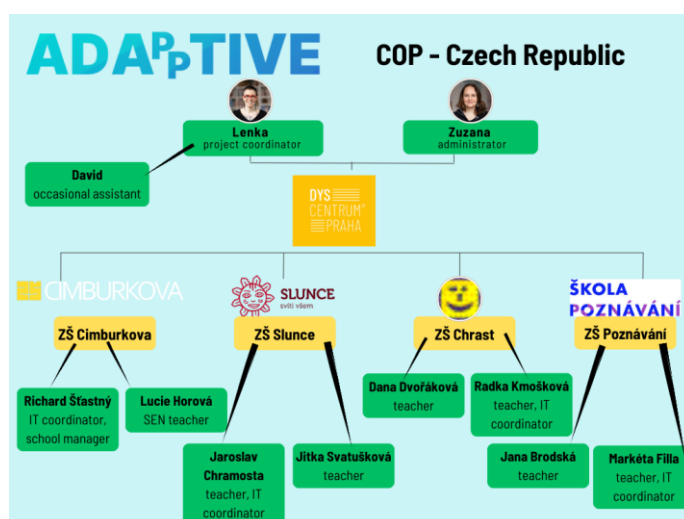 ADAPPTIVE
COP - Czech Republic
Lenka
project coordinator
Zuzana
administrator
David
occasional assistant
DYS
CENTRUM®
PRAHA
CIMBURKOVA
SLUNCE
svítí všem
ŠKOLA
POZNÁVÁNÍ
ZŠ Cimburkova
ZŠ Slunce
ZŠ Chrast
ZŠ Poznávání
Richard Šťastný
IT coordinator,
school manager
Lucie Horová
SEN teacher
Jaroslav
Chramosta
teacher, IT
coordinator
Jitka Svatušková
teacher
Dana Dvořáková
teacher
Radka Kmošková
teacher, IT
coordinator
Jana Brodská
teacher
Markéta Filla
teacher, IT
coordinator